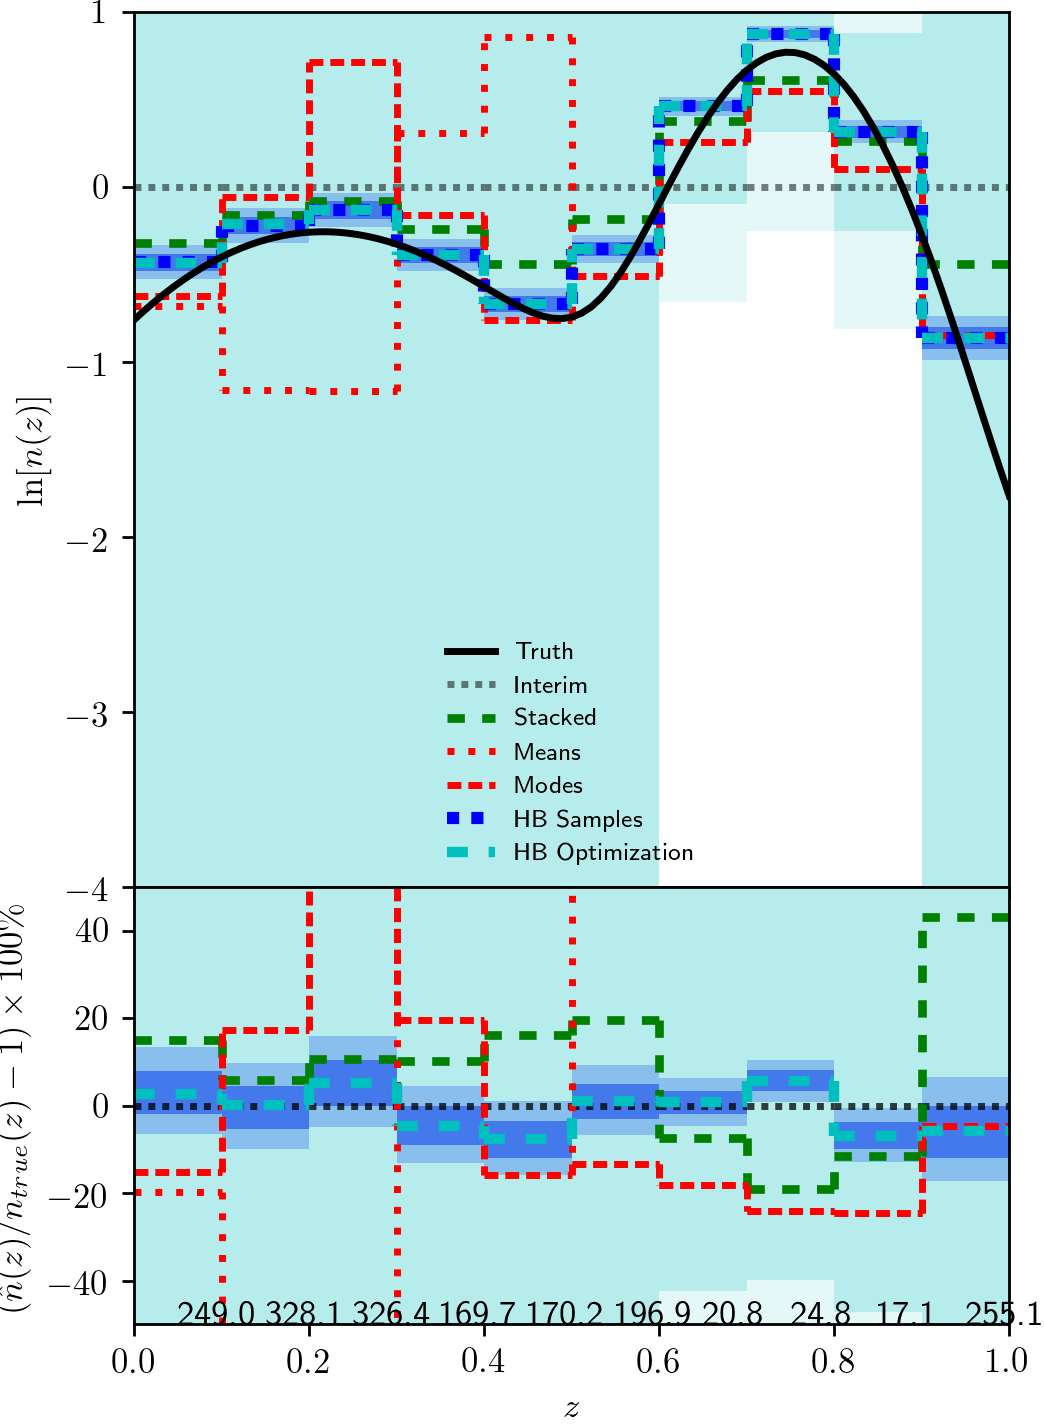 1
0
−1
−2
−3
−4
ln[n(z)]
Truth
Interim
Stacked
Means
Modes
HB Samples
HB Optimization
40
20
0
−20
−40
(n̂(z)/n_{true}(z) − 1) × 100%
249.0 328.1 326.4 169.7 170.2 196.9 20.8 24.8 17.1 255.1
0.0 0.2 0.4 0.6 0.8 1.0
z